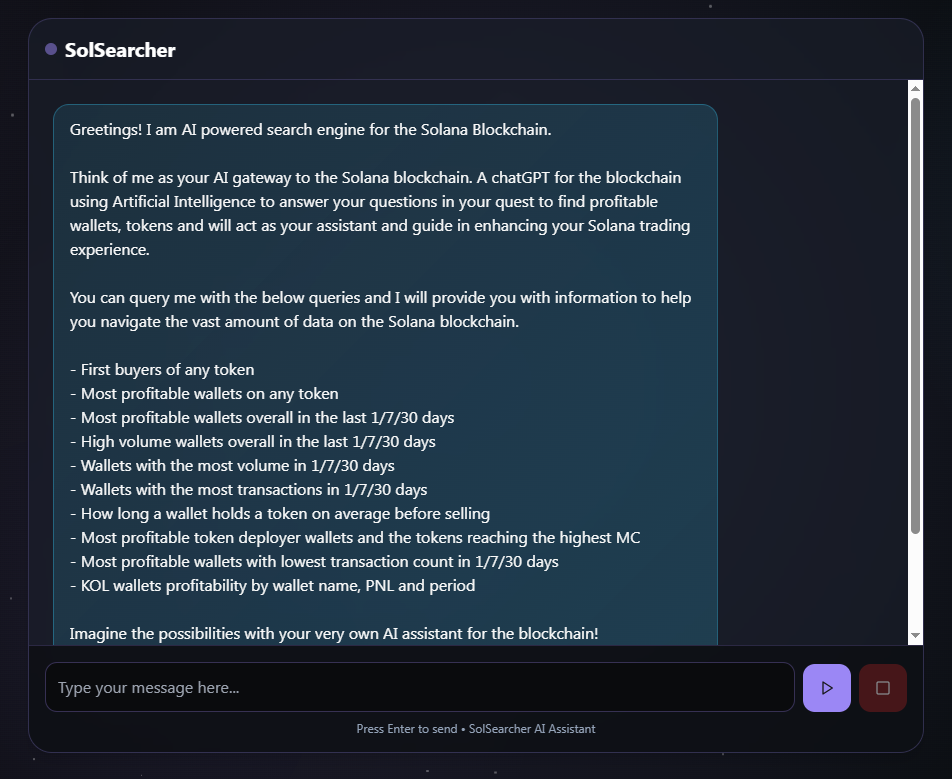 SolSearcher
Greetings! I am AI powered search engine for the Solana Blockchain.
Think of me as your AI gateway to the Solana blockchain. A chatGPT for the blockchain
using Artificial Intelligence to answer your questions in your quest to find profitable
wallets, tokens and will act as your assistant and guide in enhancing your Solana trading
experience.
You can query me with the below queries and I will provide you with information to help
you navigate the vast amount of data on the Solana blockchain.
- First buyers of any token
- Most profitable wallets on any token
- Most profitable wallets overall in the last 1/7/30 days
- High volume wallets overall in the last 1/7/30 days
- Wallets with the most volume in 1/7/30 days
- Wallets with the most transactions in 1/7/30 days
- How long a wallet holds a token on average before selling
- Most profitable token deployer wallets and the tokens reaching the highest MC
- Most profitable wallets with lowest transaction count in 1/7/30 days
- KOL wallets profitability by wallet name, PNL and period
Imagine the possibilities with your very own AI assistant for the blockchain!
Type your message here...
Press Enter to send • SolSearcher AI Assistant